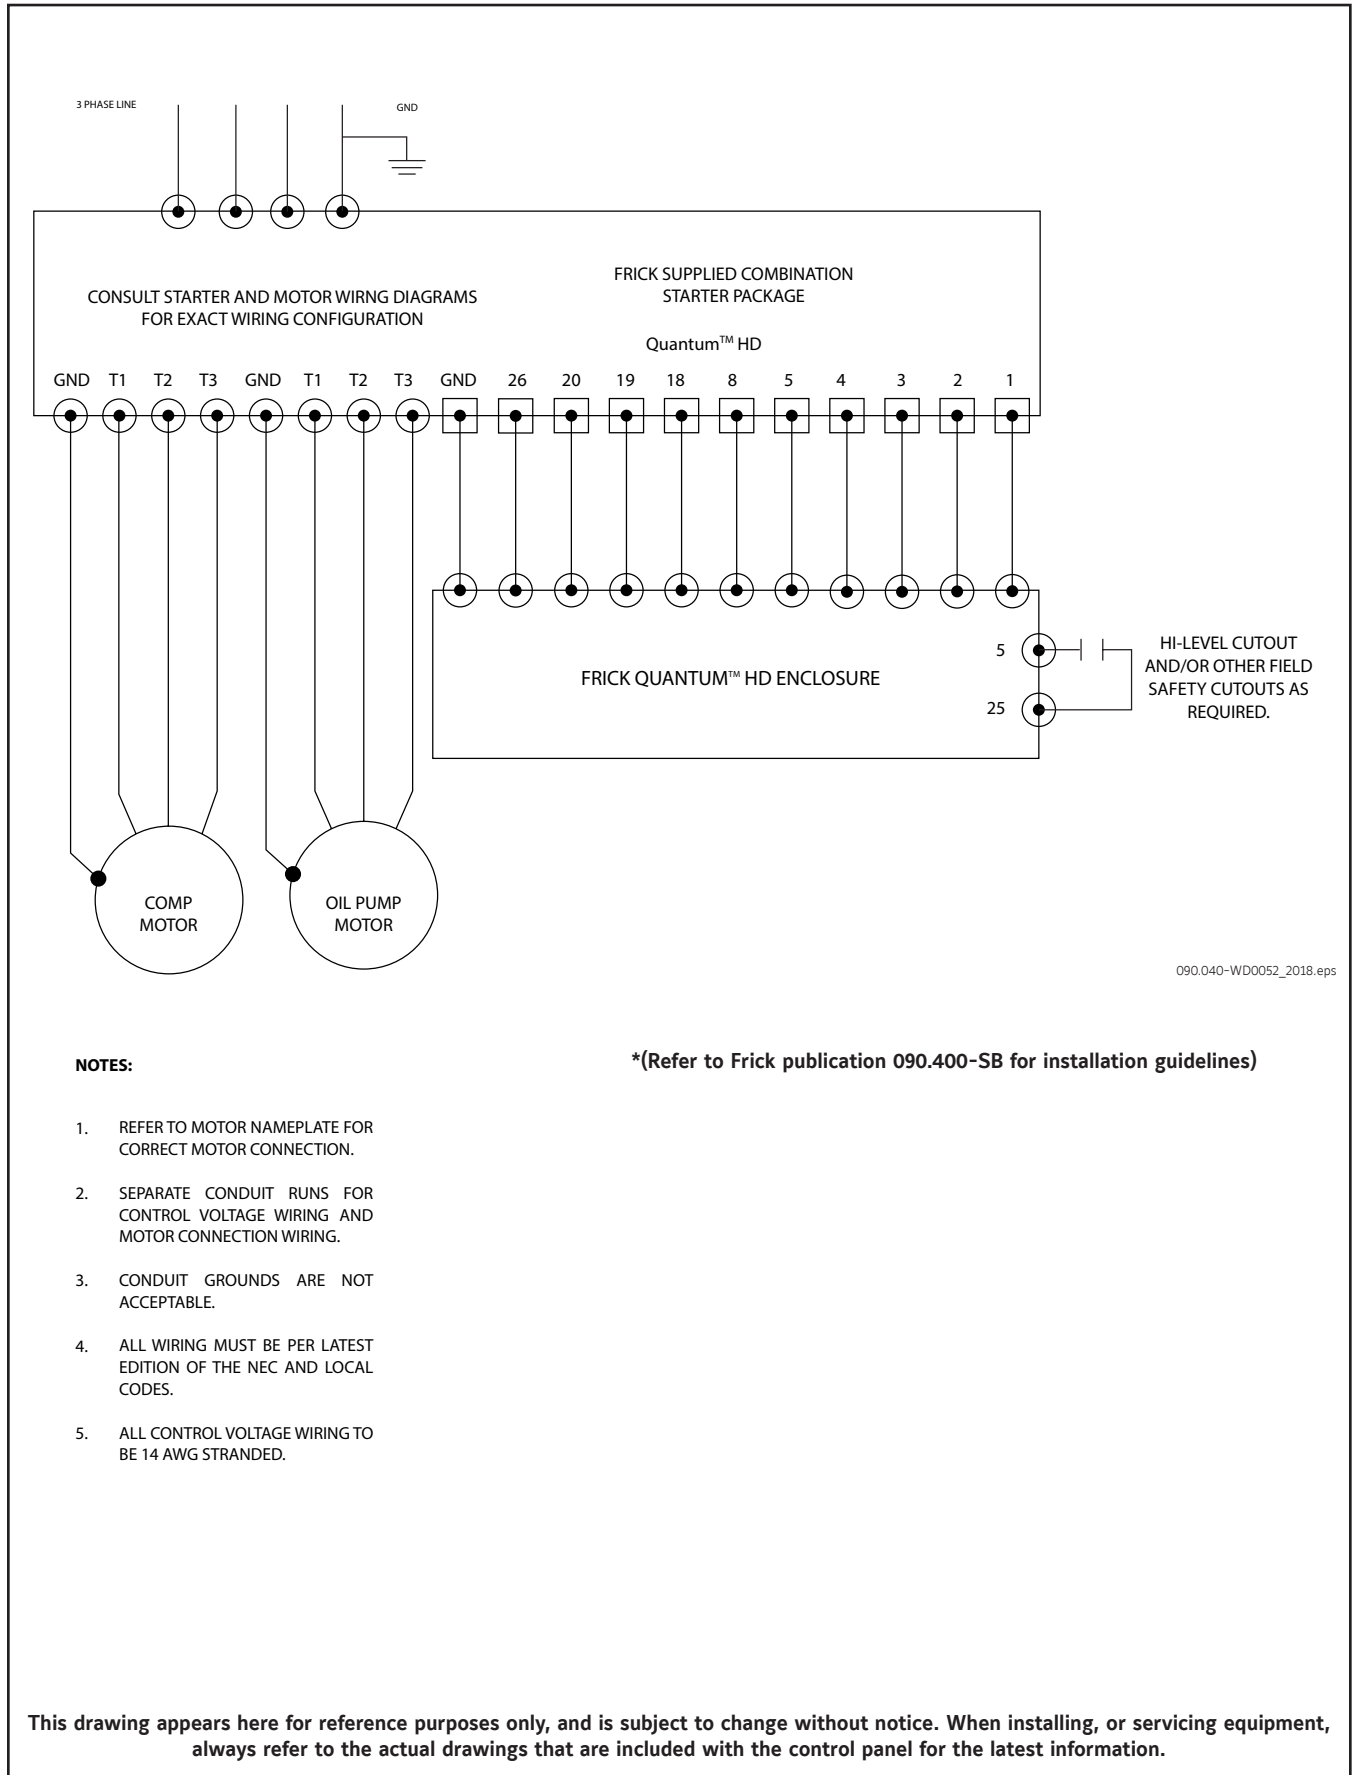 3 PHASE LINE
GND
CONSULT STARTER AND MOTOR WIRNG DIAGRAMS
FOR EXACT WIRING CONFIGURATION
FRICK SUPPLIED COMBINATION
STARTER PACKAGE
Quantum™ HD
GND T1 T2 T3 GND T1 T2 T3 GND 26 20 19 18 8 5 4 3 2 1
FRICK QUANTUM™ HD ENCLOSURE
5
25
HI-LEVEL CUTOUT
AND/OR OTHER FIELD
SAFETY CUTOUTS AS
REQUIRED.
COMP
MOTOR
OIL PUMP
MOTOR
090.040-WD0052_2018.eps
NOTES:
*(Refer to Frick publication 090.400-SB for installation guidelines)
1. REFER TO MOTOR NAMEPLATE FOR
CORRECT MOTOR CONNECTION.
2. SEPARATE CONDUIT RUNS FOR
CONTROL VOLTAGE WIRING AND
MOTOR CONNECTION WIRING.
3. CONDUIT GROUNDS ARE NOT
ACCEPTABLE.
4. ALL WIRING MUST BE PER LATEST
EDITION OF THE NEC AND LOCAL
CODES.
5. ALL CONTROL VOLTAGE WIRING TO
BE 14 AWG STRANDED.
This drawing appears here for reference purposes only, and is subject to change without notice. When installing, or servicing equipment,
always refer to the actual drawings that are included with the control panel for the latest information.